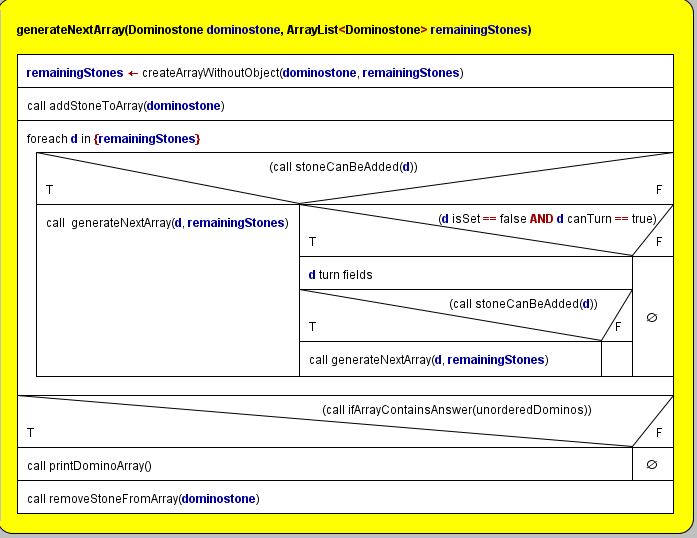 generateNextArray(Dominostone dominostone, ArrayList<Dominostone> remainingStones)
remainingStones ← createArrayWithoutObject(dominostone, remainingStones)
call addStoneToArray(dominostone)
foreach d in {remainingStones}
(call stoneCanBeAdded(d))
T F
call generateNextArray(d, remainingStones)
(d isSet == false AND d canTurn == true)
T F
d turn fields
(call stoneCanBeAdded(d))
T F
∅
call generateNextArray(d, remainingStones)
(call ifArrayContainsAnswer(unorderedDominos))
T F
call printDominoArray() ∅
call removeStoneFromArray(dominostone)